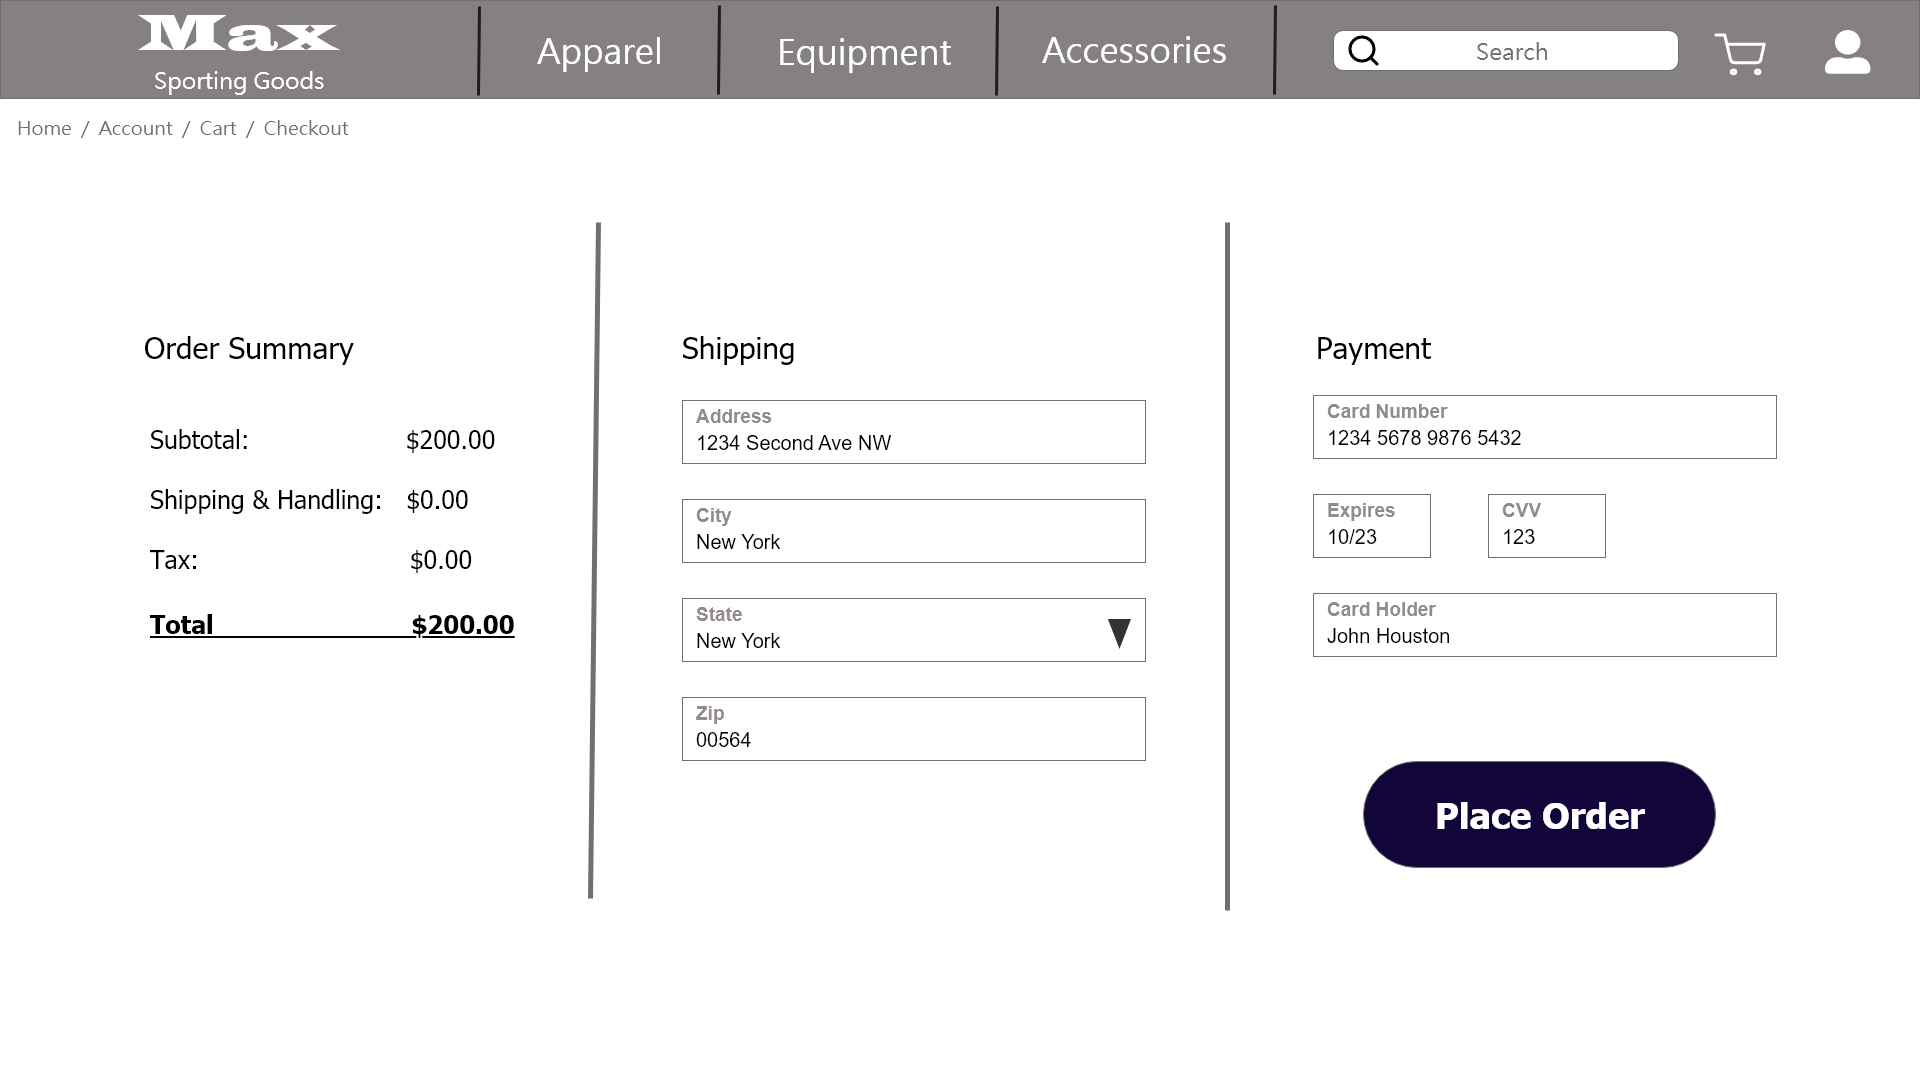 Max
Sporting Goods
Apparel
Equipment
Accessories
Search
Home / Account / Cart / Checkout
Order Summary
Subtotal: $200.00
Shipping & Handling: $0.00
Tax: $0.00
Total $200.00
Shipping
Address
1234 Second Ave NW
City
New York
State
New York
Zip
00564
Payment
Card Number
1234 5678 9876 5432
Expires
10/23
CVV
123
Card Holder
John Houston
Place Order